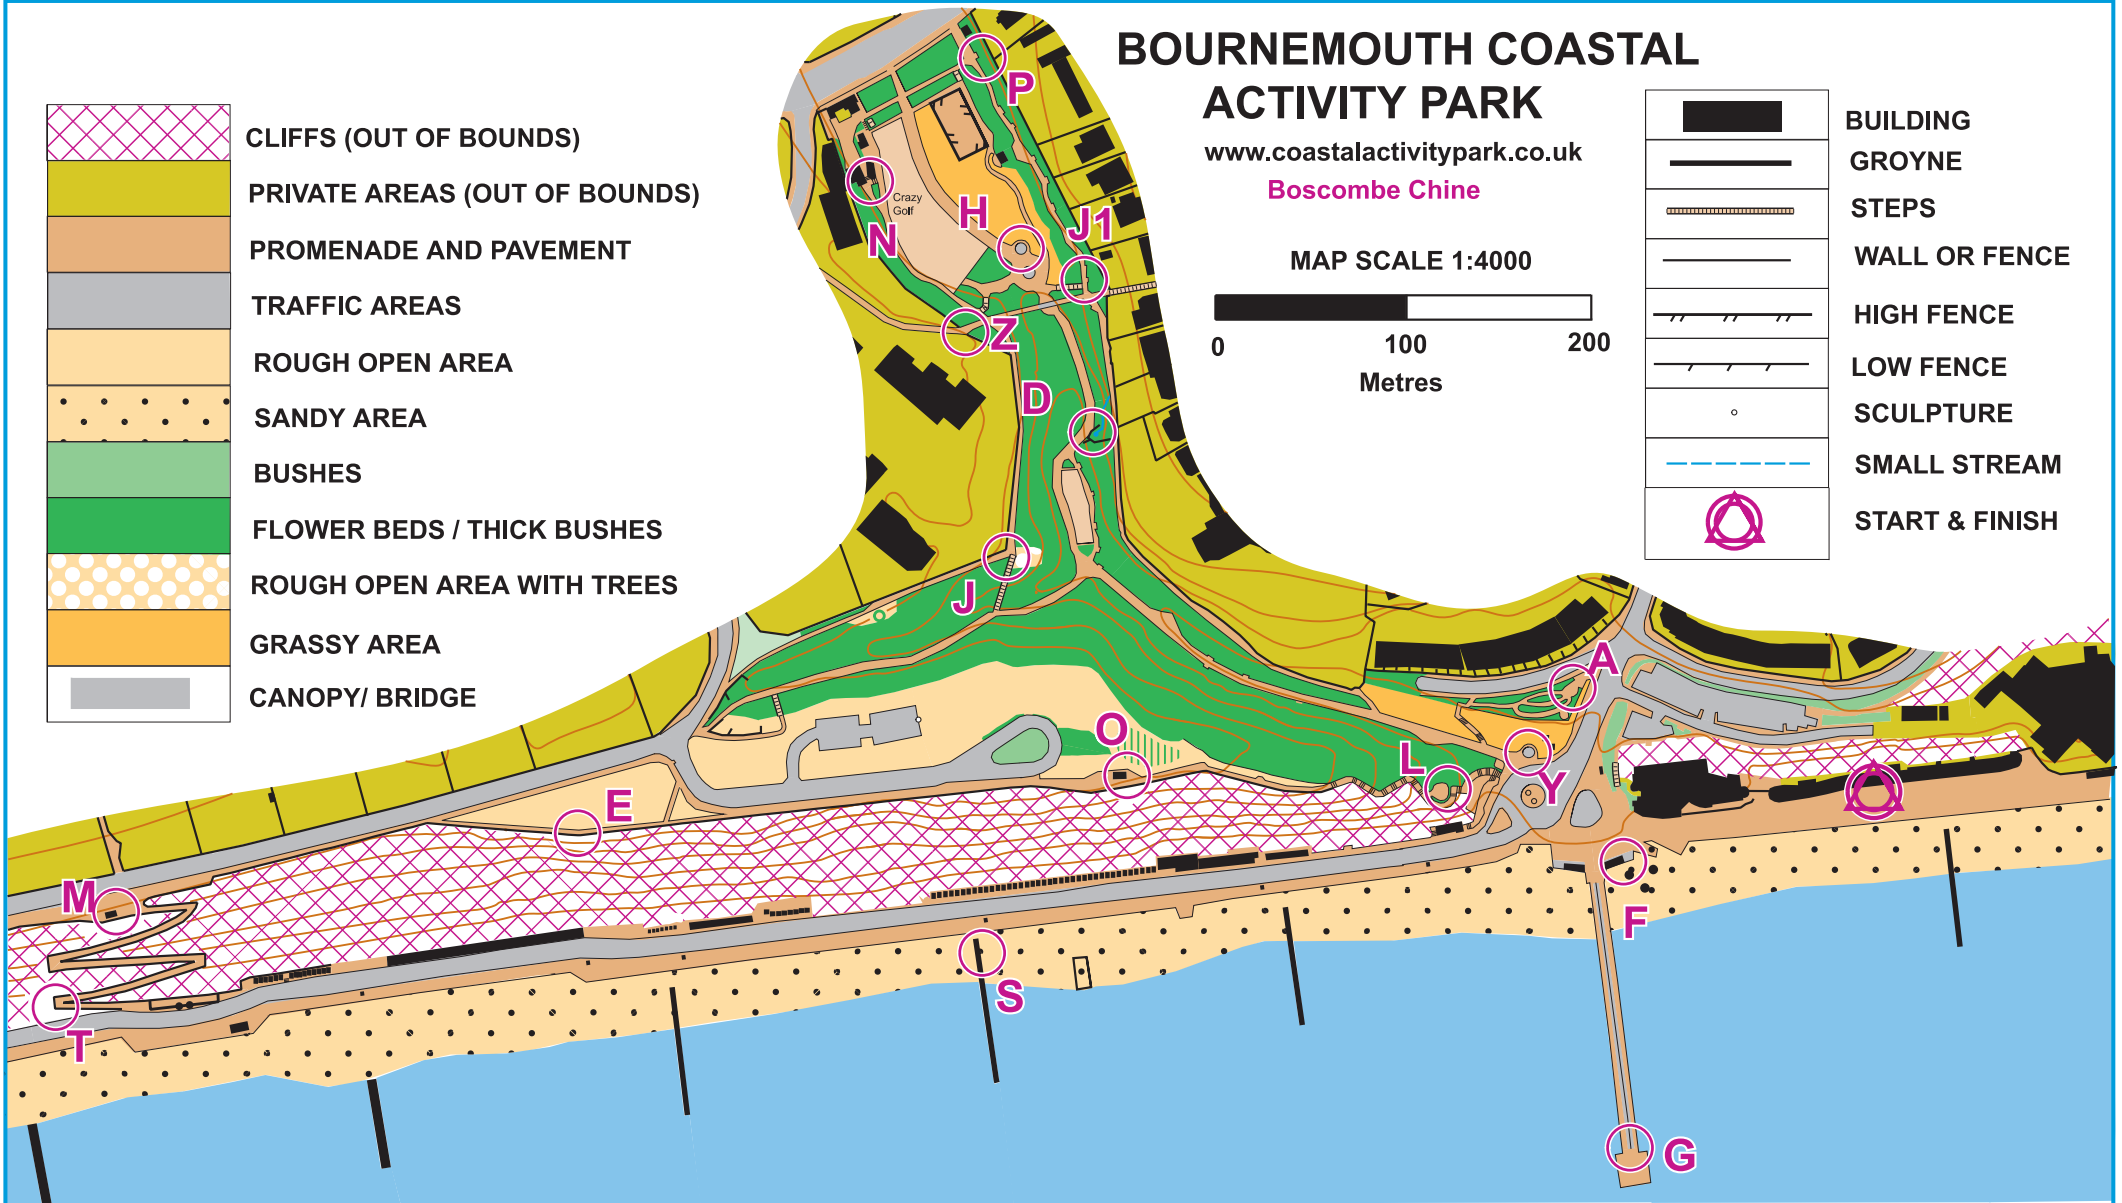 BOURNEMOUTH COASTAL
ACTIVITY PARK
www.coastalactivitypark.co.uk
Boscombe Chine
MAP SCALE 1:4000
0
100
200
Metres
CLIFFS (OUT OF BOUNDS)
PRIVATE AREAS (OUT OF BOUNDS)
PROMENADE AND PAVEMENT
TRAFFIC AREAS
ROUGH OPEN AREA
SANDY AREA
BUSHES
FLOWER BEDS / THICK BUSHES
ROUGH OPEN AREA WITH TREES
GRASSY AREA
CANOPY/ BRIDGE
BUILDING
GROYNE
STEPS
WALL OR FENCE
HIGH FENCE
LOW FENCE
SCULPTURE
SMALL STREAM
START & FINISH
P
Crazy
Golf
N
H
J1
Z
D
J
A
O
L
Y
E
M
F
S
T
G